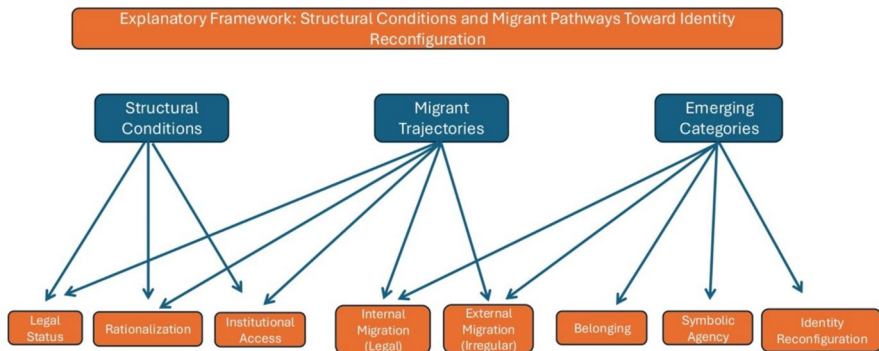 Explanatory Framework: Structural Conditions and Migrant Pathways Toward Identity
Reconfiguration
Structural
Conditions
Migrant
Trajectories
Emerging
Categories
Legal
Status
Rationalization
Institutional
Access
Internal
Migration
(Legal)
External
Migration
(Irregular)
Belonging
Symbolic
Agency
Identity
Reconfiguration